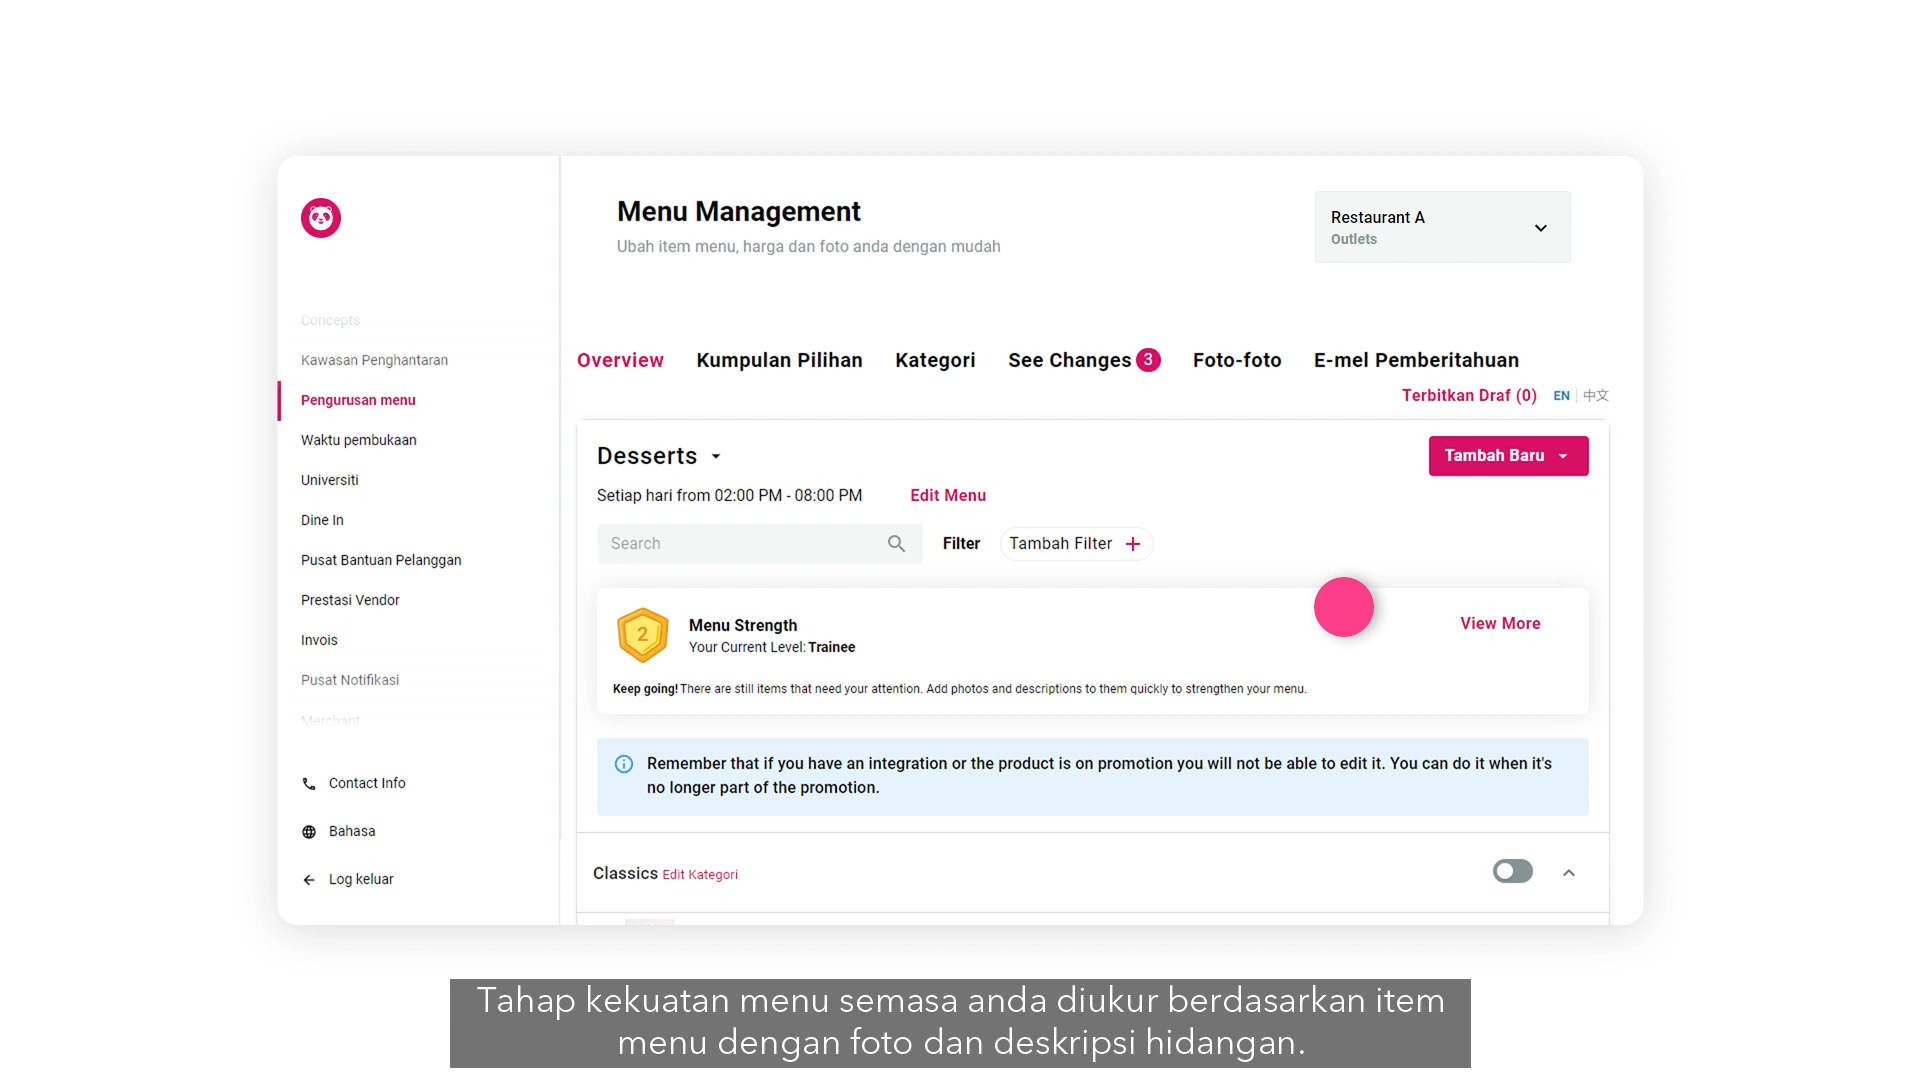 Menu Management
Ubah item menu, harga dan foto anda dengan mudah
Restaurant A
Outlets
Concepts
Kawasan Penghantaran
Pengurusan menu
Waktu pembukaan
Universiti
Dine In
Pusat Bantuan Pelanggan
Prestasi Vendor
Invois
Pusat Notifikasi
Merchant
Contact Info
Bahasa
Log keluar
Overview Kumpulan Pilihan Kategori See Changes 3 Foto-foto E-mel Pemberitahuan
Terbitkan Draf (0) EN 中文
Desserts
Tambah Baru
Setiap hari from 02:00 PM - 08:00 PM Edit Menu
Search Filter Tambah Filter
2
Menu Strength
Your Current Level: Trainee
View More
Keep going! There are still items that need your attention. Add photos and descriptions to them quickly to strengthen your menu.
Remember that if you have an integration or the product is on promotion you will not be able to edit it. You can do it when it's
no longer part of the promotion.
Classics Edit Kategori
Tahap kekuatan menu semasa anda diukur berdasarkan item
menu dengan foto dan deskripsi hidangan.